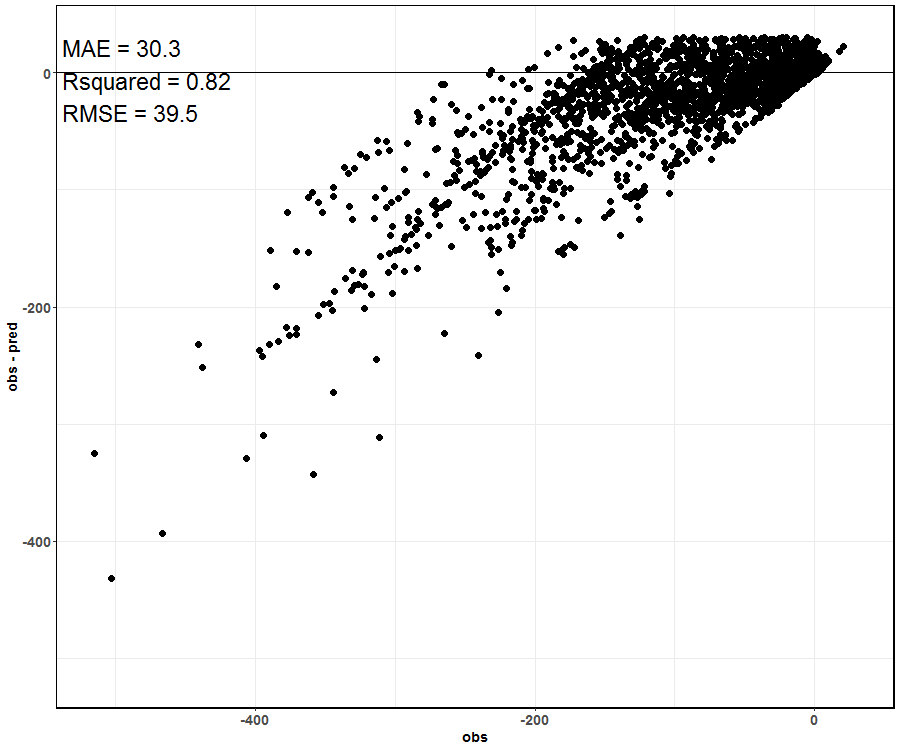 MAE = 30.3
0
Rsquared = 0.82
RMSE = 39.5
-200
obs - pred
-400
-400
-200
0
obs